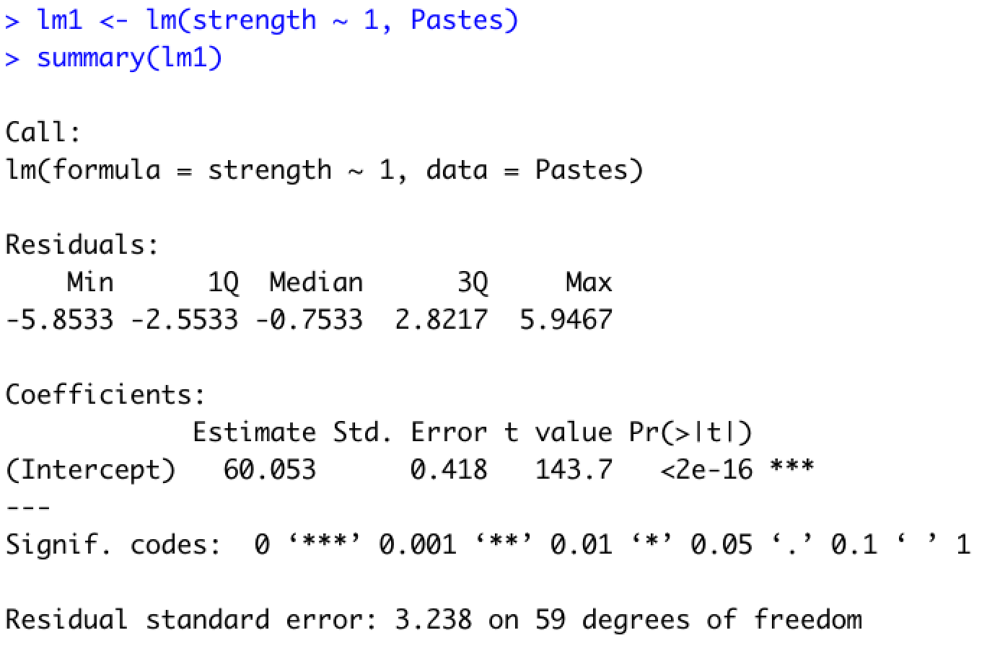 > lm1 <- lm(strength ~ 1, Pastes)
> summary(lm1)
Call:
lm(formula = strength ~ 1, data = Pastes)
Residuals:
    Min      1Q  Median      3Q     Max
-5.8533 -2.5533 -0.7533  2.8217  5.9467
Coefficients:
            Estimate Std. Error t value Pr(>|t|)
(Intercept)   60.053      0.418   143.7   <2e-16 ***
---
Signif. codes:  0 ‘***’ 0.001 ‘**’ 0.01 ‘*’ 0.05 ‘.’ 0.1 ‘ ’ 1
Residual standard error: 3.238 on 59 degrees of freedom